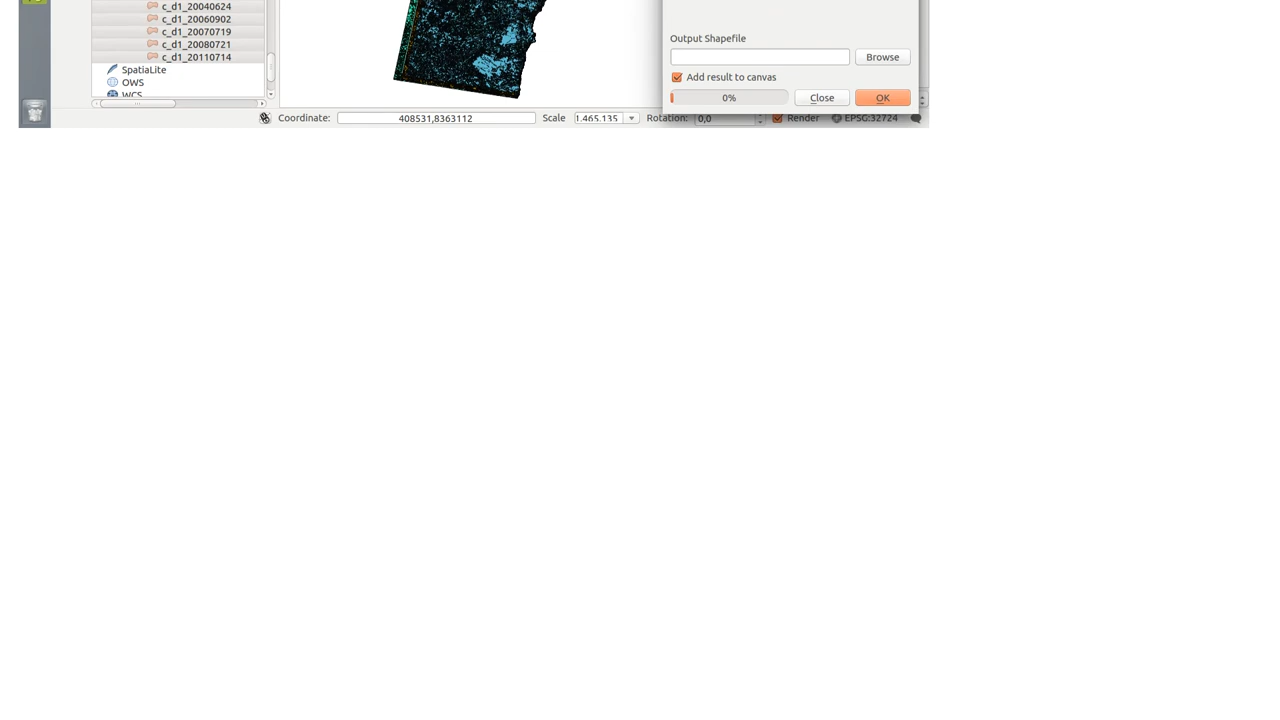 c_d1_20040624
c_d1_20060902
c_d1_20070719
c_d1_20080721
c_d1_20110714
SpatiaLite
OWS
WCS
Output Shapefile
Browse
Add result to canvas
0%
Close
OK
Coordinate:
408531,8363112
Scale
1.465.135
Rotation:
0,0
Render
EPSG:32724